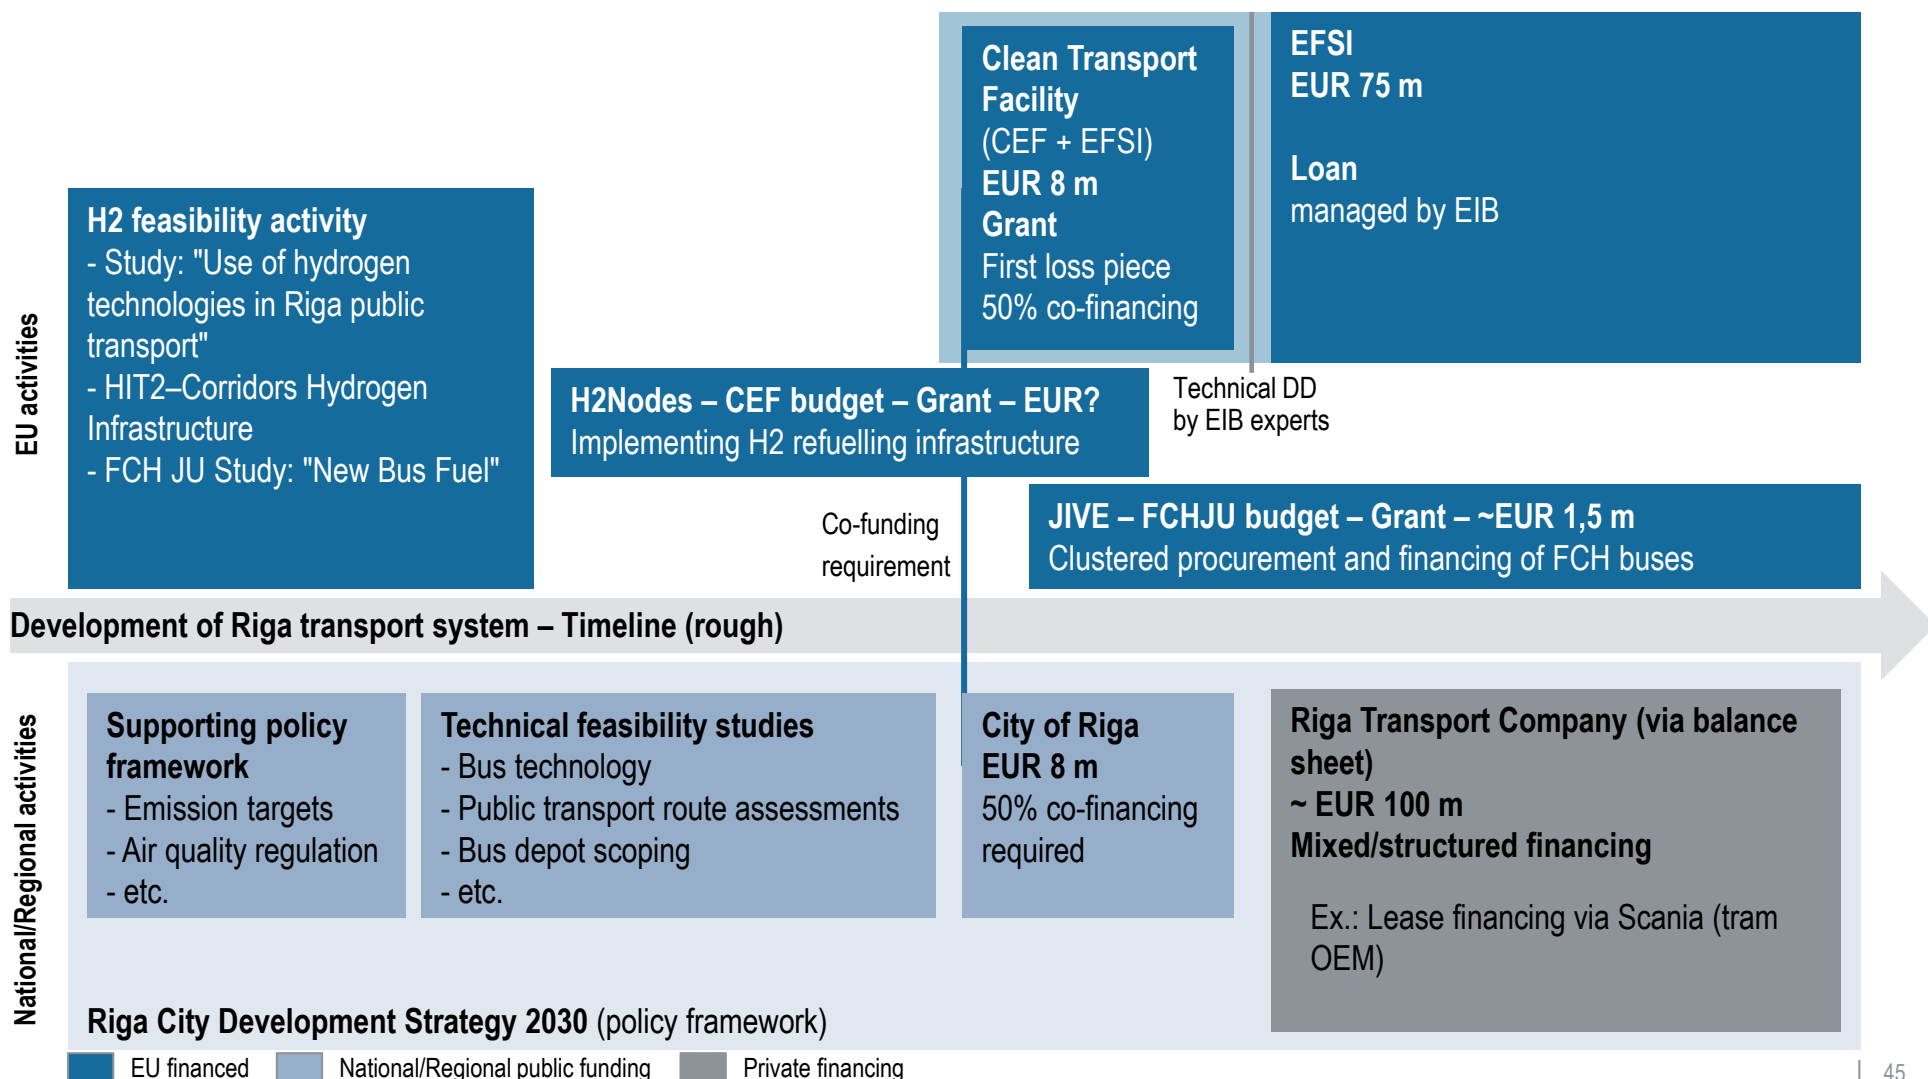 Clean Transport
Facility
(CEF + EFSI)
EUR 8 m
Grant
First loss piece
50% co-financing
EFSI
EUR 75 m
Loan
managed by EIB
H2 feasibility activity
- Study: "Use of hydrogen
technologies in Riga public
transport"
- HIT2–Corridors Hydrogen
Infrastructure
- FCH JU Study: "New Bus Fuel"
EU activities
H2Nodes – CEF budget – Grant – EUR?
Implementing H2 refuelling infrastructure
Technical DD
by EIB experts
Co-funding
requirement
JIVE – FCHJU budget – Grant – ~EUR 1,5 m
Clustered procurement and financing of FCH buses
Development of Riga transport system – Timeline (rough)
National/Regional activities
Supporting policy
framework
- Emission targets
- Air quality regulation
- etc.
Technical feasibility studies
- Bus technology
- Public transport route assessments
- Bus depot scoping
- etc.
City of Riga
EUR 8 m
50% co-financing
required
Riga Transport Company (via balance
sheet)
~ EUR 100 m
Mixed/structured financing
Ex.: Lease financing via Scania (tram
OEM)
Riga City Development Strategy 2030 (policy framework)
EU financed
National/Regional public funding
Private financing
45